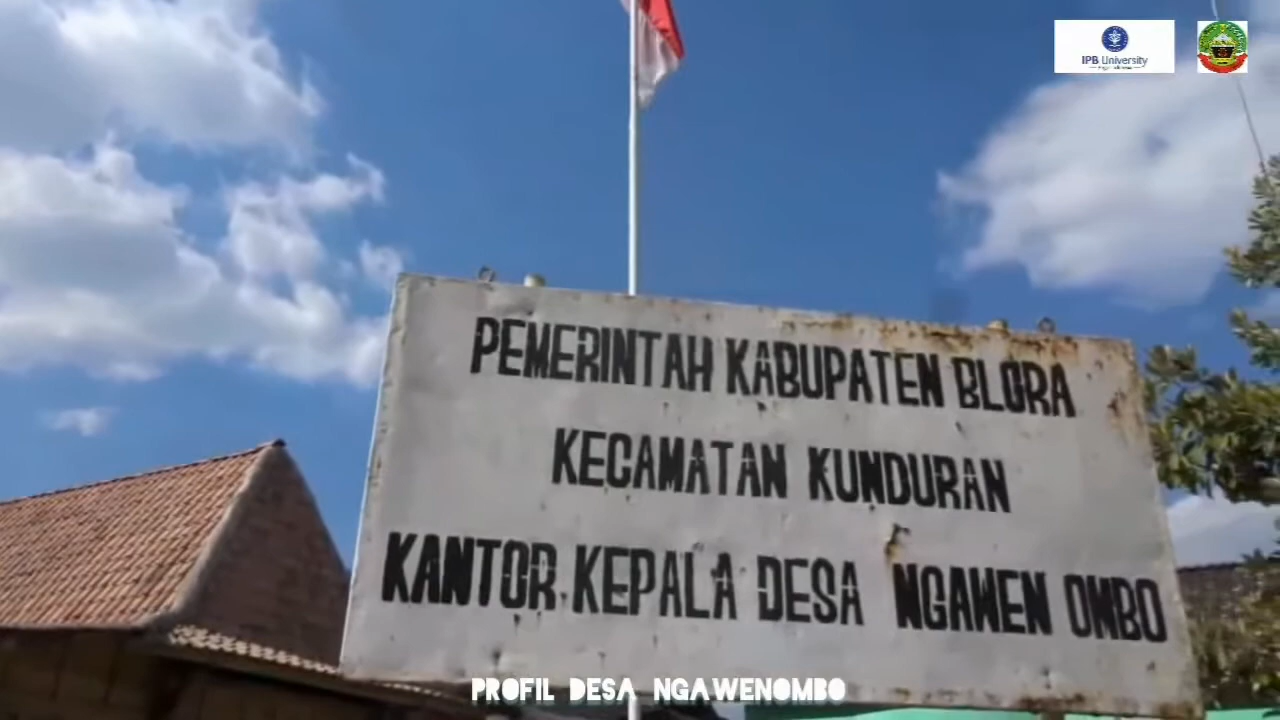 IPB University
PEMERINTAH KABUPATEN BLORA
KECAMATAN KUNDURAN
KANTOR KEPALA DESA NGAWEN OMBO
PROFIL DESA NGAWENOMBO